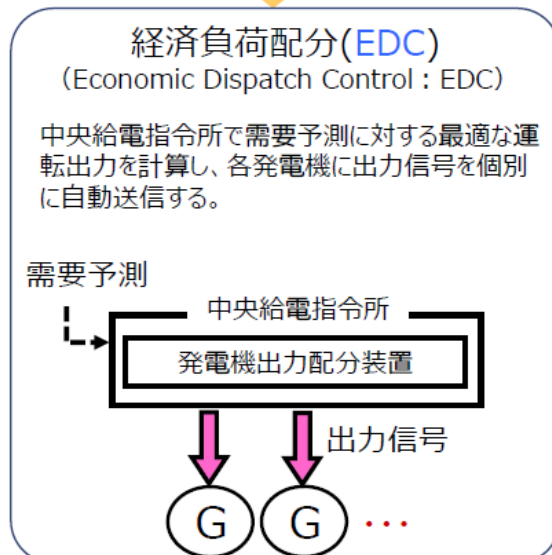 経済負荷配分(EDC)
（Economic Dispatch Control：EDC）
中央給電指令所で需要予測に対する最適な運
転出力を計算し、各発電機に出力信号を個別
に自動送信する。
需要予測
中央給電指令所
発電機出力配分装置
出力信号
G G ･･･